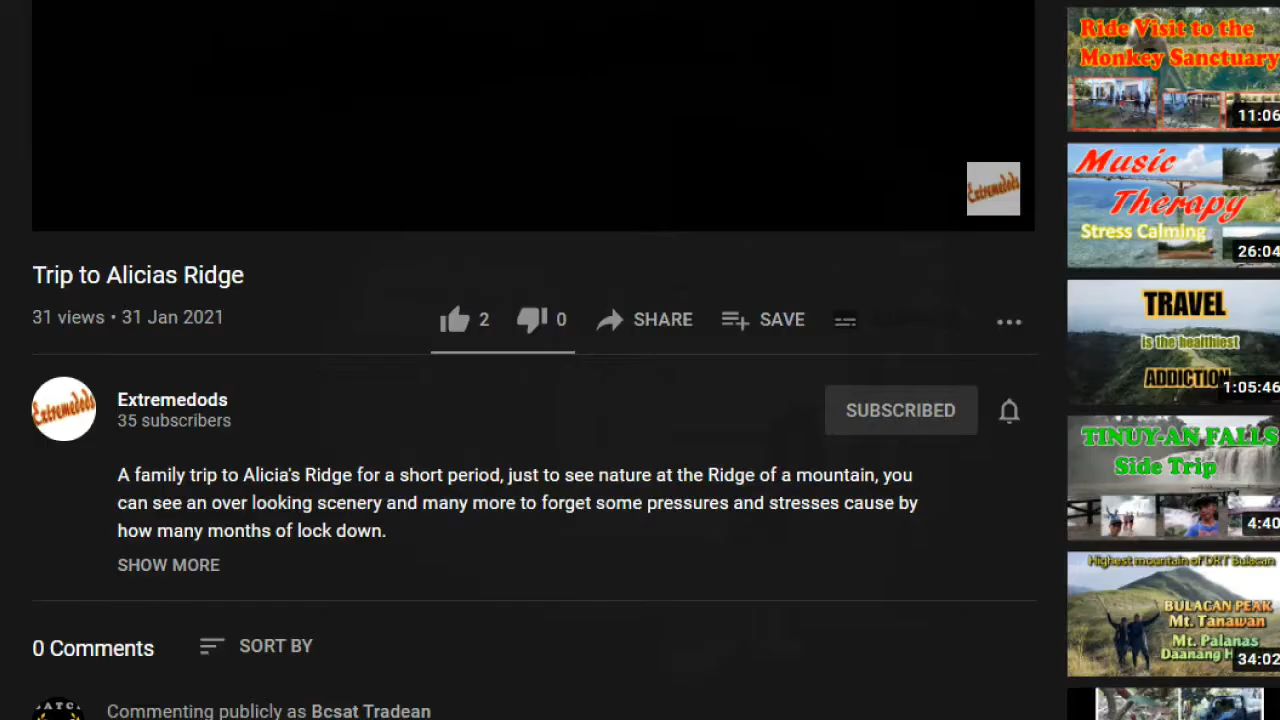 Extremedods
Trip to Alicias Ridge
31 views • 31 Jan 2021
2
0
SHARE
SAVE
Extremedods
Extremedods
35 subscribers
SUBSCRIBED
A family trip to Alicia's Ridge for a short period, just to see nature at the Ridge of a mountain, you
can see an over looking scenery and many more to forget some pressures and stresses cause by
how many months of lock down.
SHOW MORE
0 Comments
SORT BY
ATC
Commenting publicly as Bcsat Tradean
Ride Visit to the
Monkey Sanctuary
11:06
Music
Therapy
Stress Calming
26:04
TRAVEL
is the healthiest
ADDICTION
1:05:46
TINUY-AN FALLS
Side Trip
4:40
Highest mountain of DRT Bulacan
BULACAN PEAK
Mt. Tanawan
Mt. Palanas
Daanang
34:02